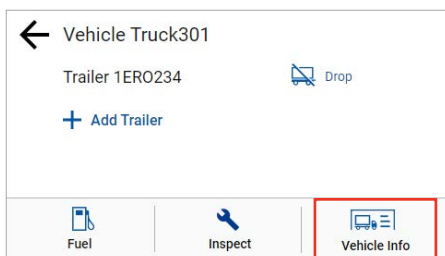 Vehicle Truck301
Trailer 1ERO234 Drop
Add Trailer
Fuel Inspect Vehicle Info